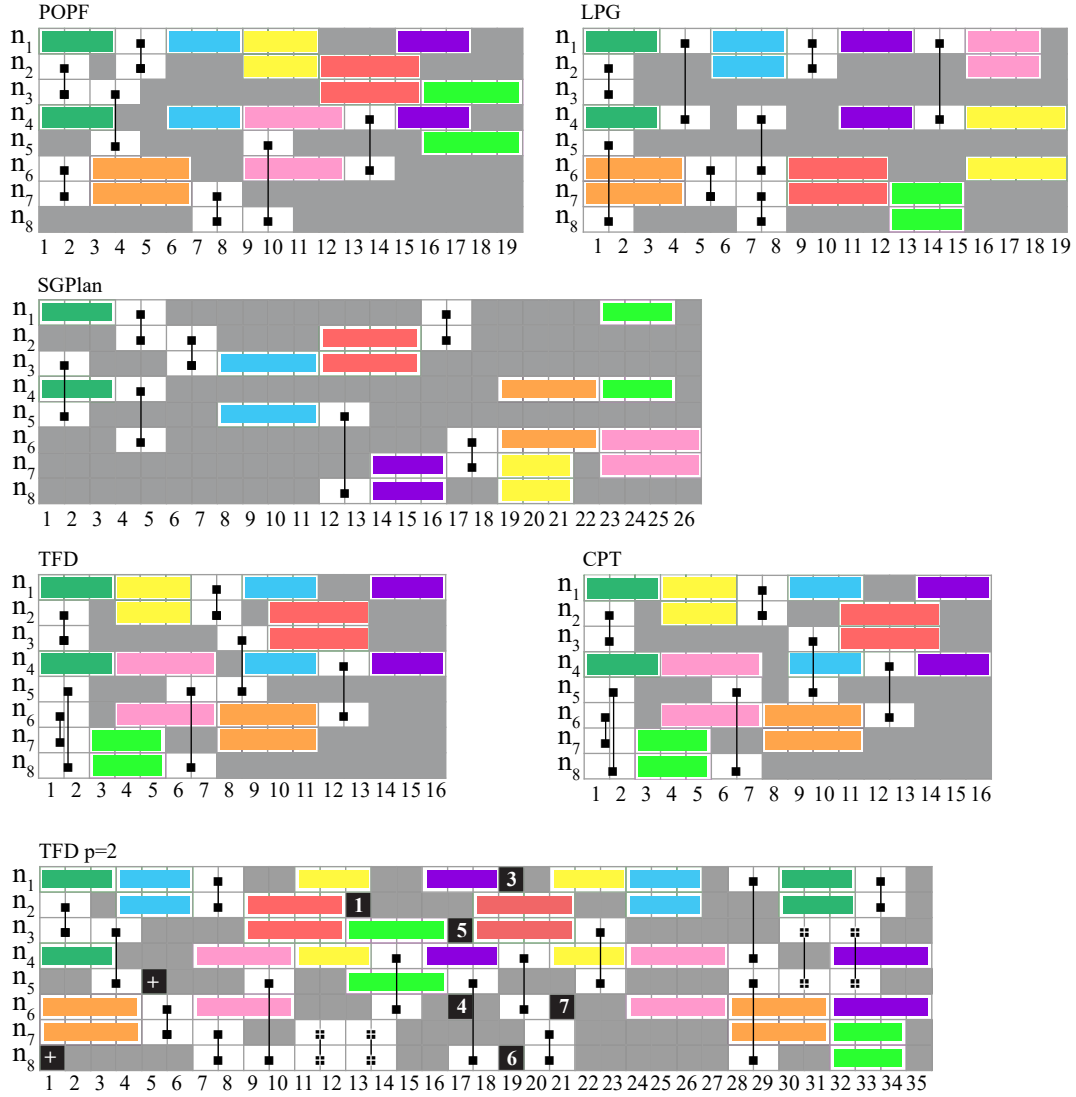 POPF
n1
n2
n3
n4
n5
n6
n7
n8
1 2 3 4 5 6 7 8 9 10 11 12 13 14 15 16 17 18 19
LPG
n1
n2
n3
n4
n5
n6
n7
n8
1 2 3 4 5 6 7 8 9 10 11 12 13 14 15 16 17 18 19
SGPlan
n1
n2
n3
n4
n5
n6
n7
n8
1 2 3 4 5 6 7 8 9 10 11 12 13 14 15 16 17 18 19 20 21 22 23 24 25 26
TFD
n1
n2
n3
n4
n5
n6
n7
n8
1 2 3 4 5 6 7 8 9 10 11 12 13 14 15 16
CPT
n1
n2
n3
n4
n5
n6
n7
n8
1 2 3 4 5 6 7 8 9 10 11 12 13 14 15 16
TFD p=2
n1 3
n2 1
n3 5
n4
n5 +
n6 4 7
n7
n8 + 6
1 2 3 4 5 6 7 8 9 10 11 12 13 14 15 16 17 18 19 20 21 22 23 24 25 26 27 28 29 30 31 32 33 34 35